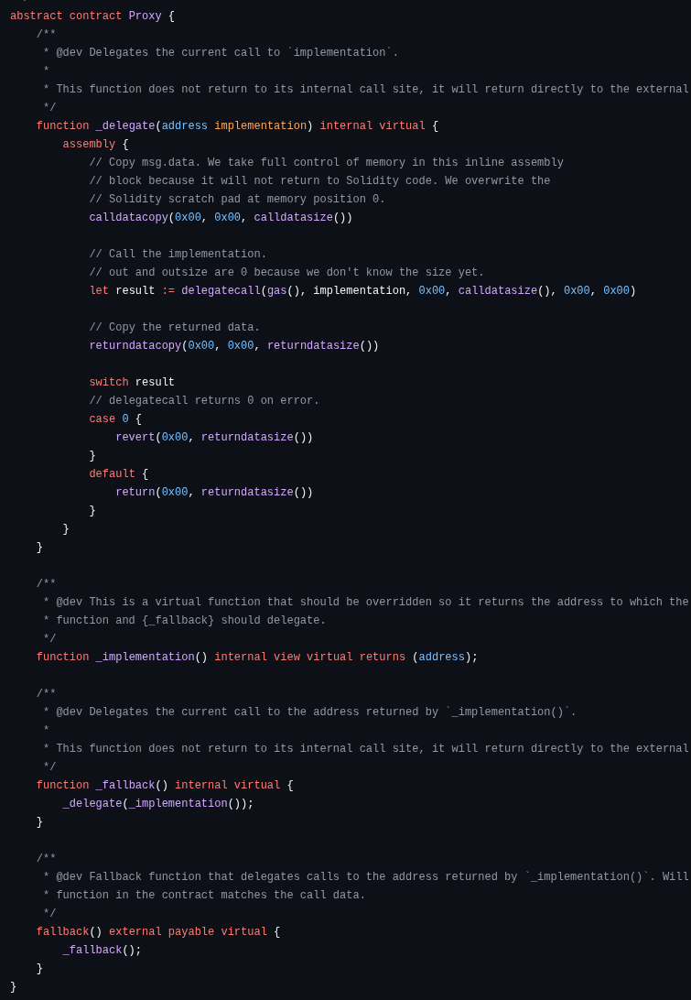 abstract contract Proxy {
    /**
     * @dev Delegates the current call to `implementation`.
     *
     * This function does not return to its internal call site, it will return directly to the external
     */
    function _delegate(address implementation) internal virtual {
        assembly {
            // Copy msg.data. We take full control of memory in this inline assembly
            // block because it will not return to Solidity code. We overwrite the
            // Solidity scratch pad at memory position 0.
            calldatacopy(0x00, 0x00, calldatasize())

            // Call the implementation.
            // out and outsize are 0 because we don't know the size yet.
            let result := delegatecall(gas(), implementation, 0x00, calldatasize(), 0x00, 0x00)

            // Copy the returned data.
            returndatacopy(0x00, 0x00, returndatasize())

            switch result
            // delegatecall returns 0 on error.
            case 0 {
                revert(0x00, returndatasize())
            }
            default {
                return(0x00, returndatasize())
            }
        }
    }

    /**
     * @dev This is a virtual function that should be overridden so it returns the address to which the
     * function and {_fallback} should delegate.
     */
    function _implementation() internal view virtual returns (address);

    /**
     * @dev Delegates the current call to the address returned by `_implementation()`.
     *
     * This function does not return to its internal call site, it will return directly to the external
     */
    function _fallback() internal virtual {
        _delegate(_implementation());
    }

    /**
     * @dev Fallback function that delegates calls to the address returned by `_implementation()`. Will
     * function in the contract matches the call data.
     */
    fallback() external payable virtual {
        _fallback();
    }
}